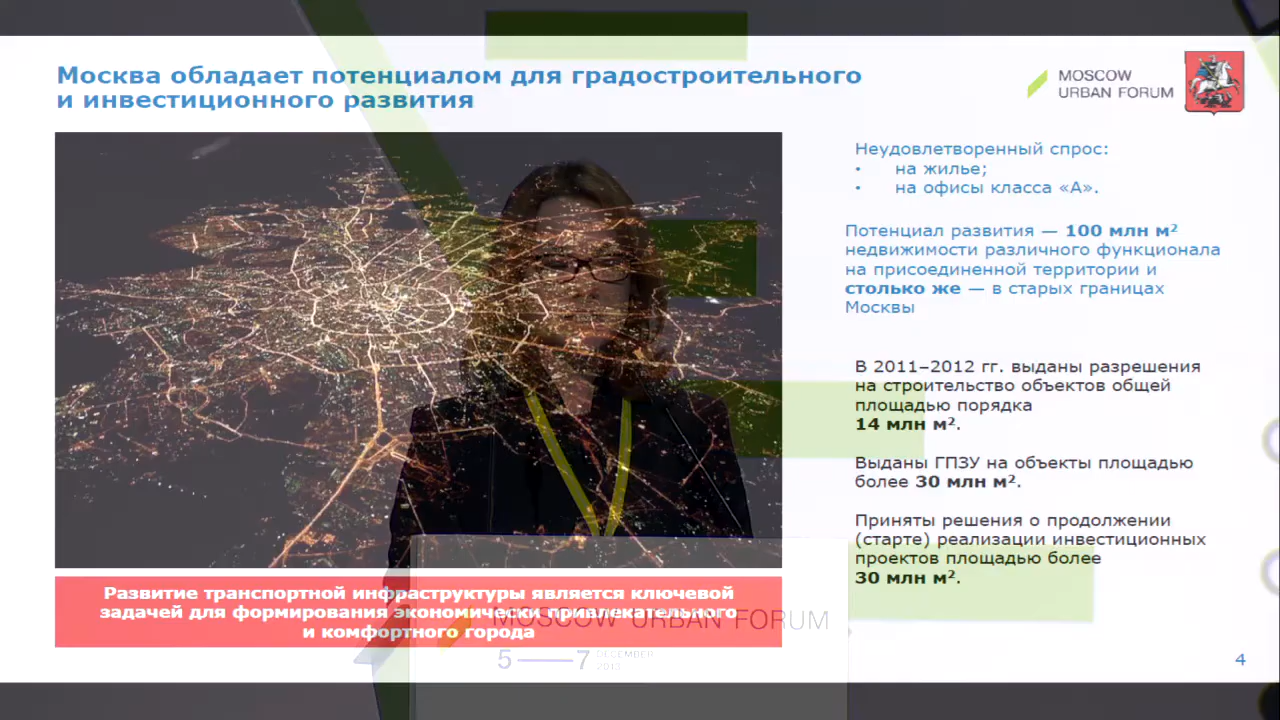 Москва обладает потенциалом для градостроительного
и инвестиционного развития
MOSCOW
URBAN FORUM
Неудовлетворенный спрос:
• на жилье;
• на офисы класса «А».
Потенциал развития — 100 млн м²
недвижимости различного функционала
на присоединенной территории и
столько же — в старых границах
Москвы
В 2011–2012 гг. выданы разрешения
на строительство объектов общей
площадью порядка
14 млн м².
Выданы ГПЗУ на объекты площадью
более 30 млн м².
Приняты решения о продолжении
(старте) реализации инвестиционных
проектов площадью более
30 млн м².
Развитие транспортной инфраструктуры является ключевой
задачей для формирования экономически привлекательного
и комфортного города
MOSCOW URBAN FORUM
5 — 7 DECEMBER
2013
4